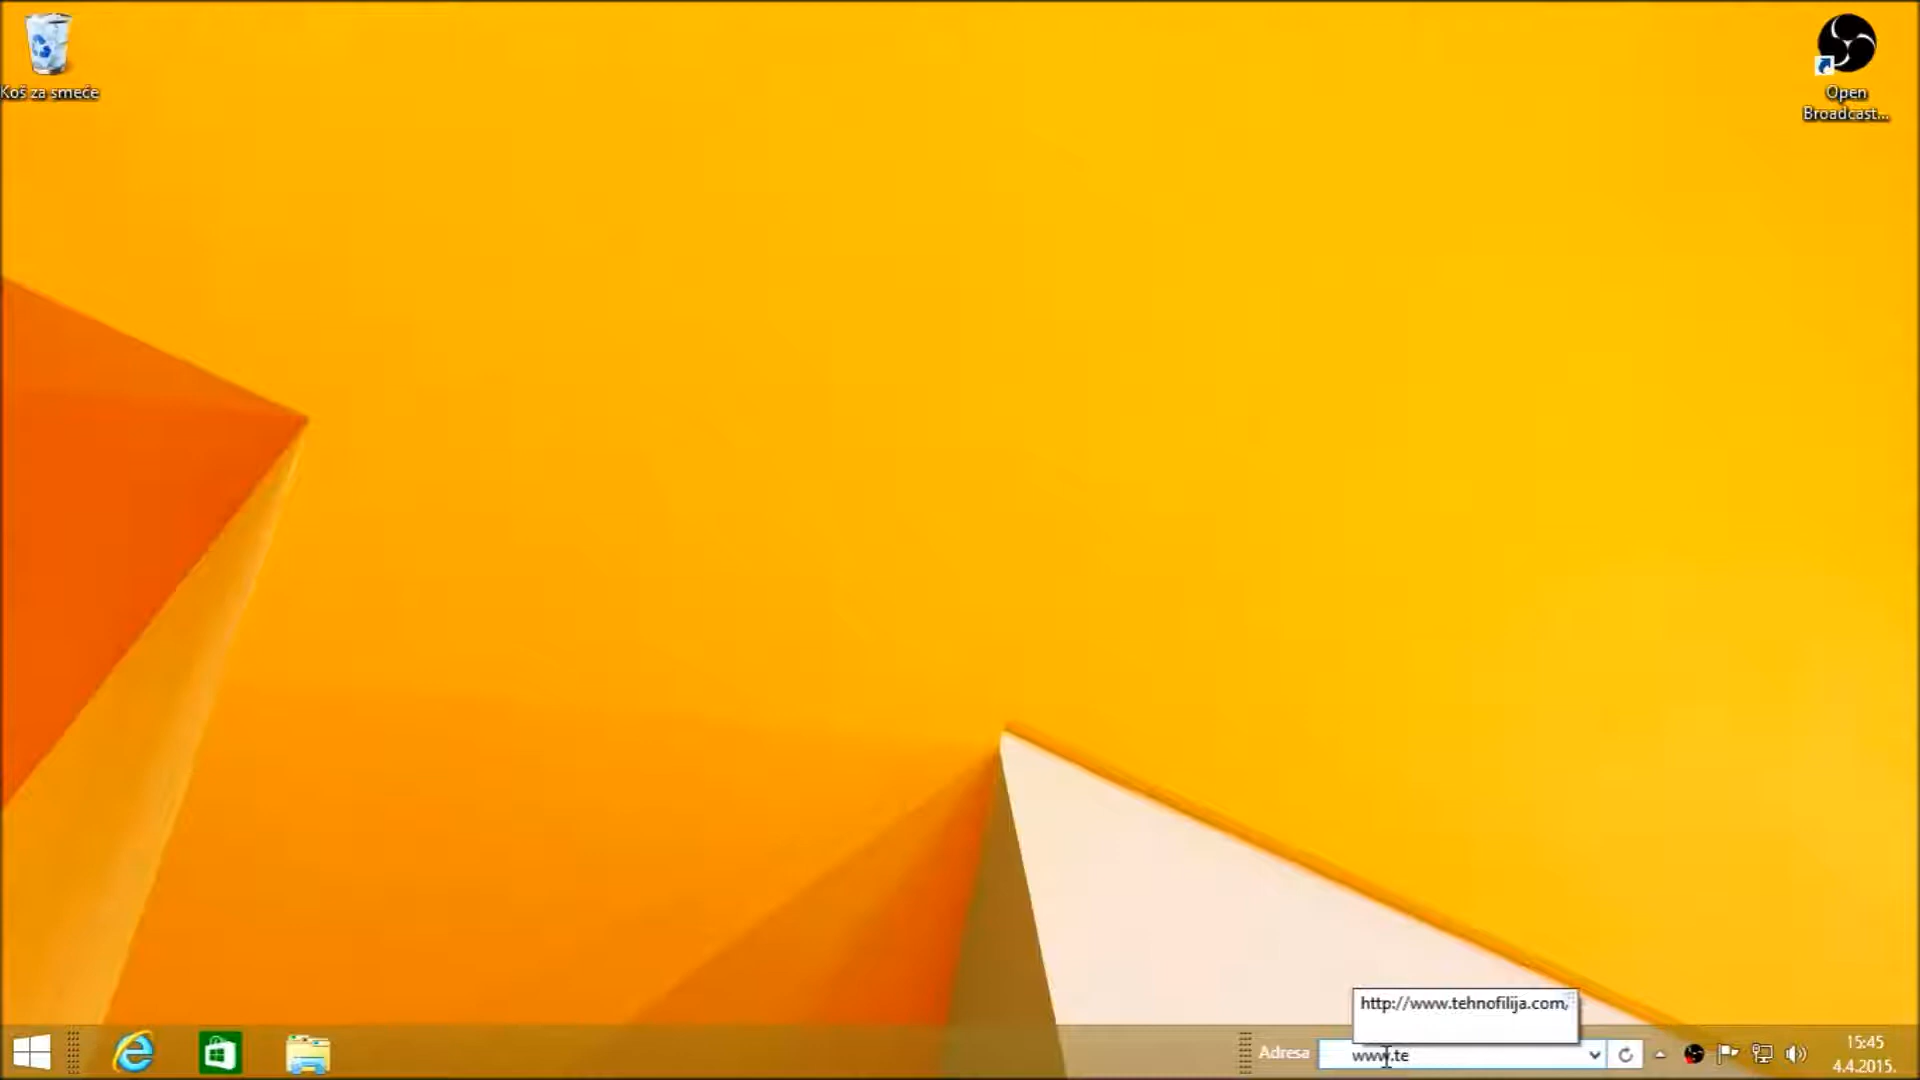 Koš za smeće
Open
Broadcast...
http://www.tehnofilija.com/
Adresa
www.te
15:45
4.4.2015.